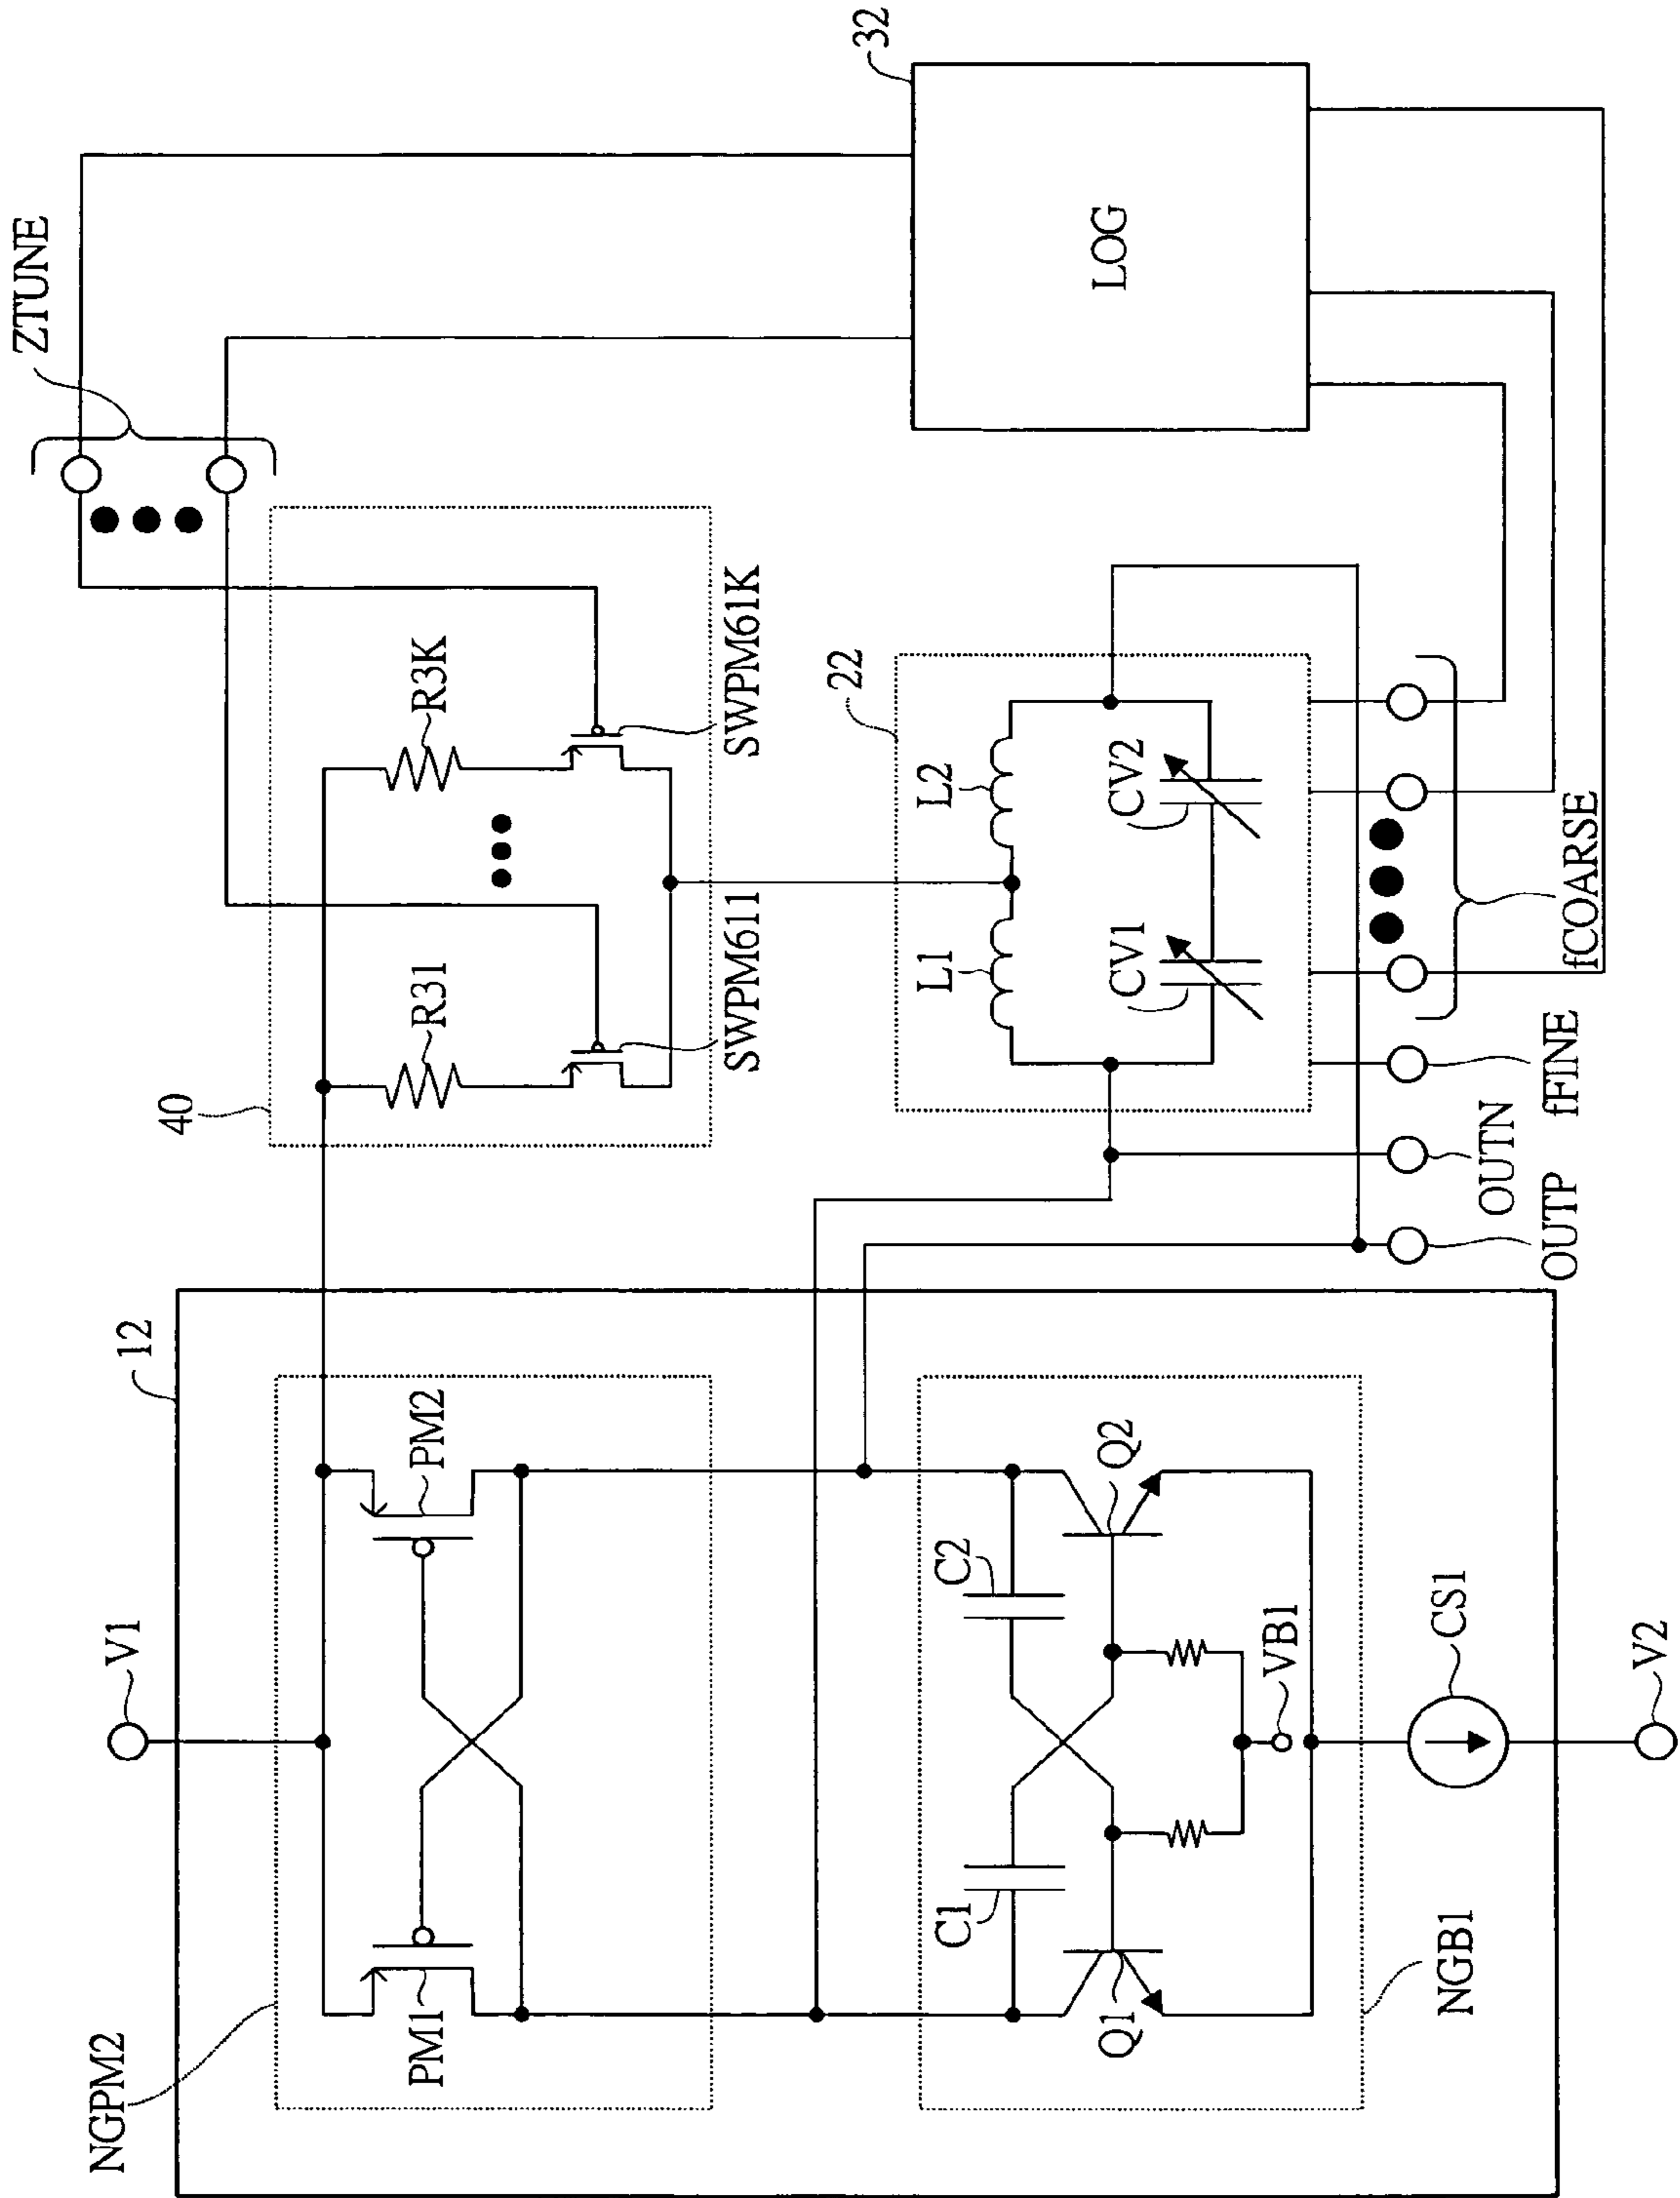 NGPM2
V1
12
PM1
PM2
C1
C2
Q1
Q2
VB1
NGB1
CS1
V2
40
R31
R3K
SWPM611
SWPM61K
ZTUNE
22
L1
L2
CV1
CV2
OUTP
OUTN
fFINE
fCOARSE
32
LOG